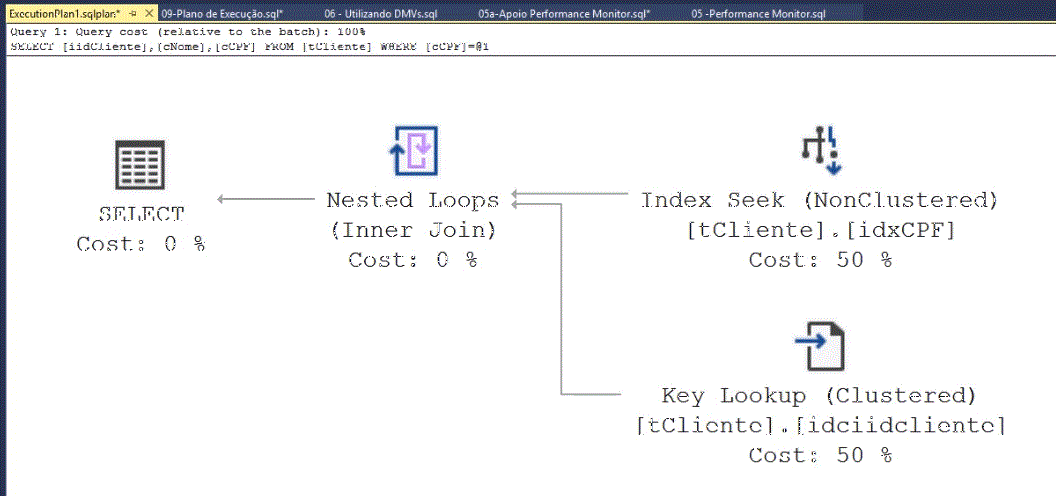 ExecutionPlan1.sqlplan*
09-Plano de Execução.sql*
06 - Utilizando DMVs.sql
05a-Apoio Performance Monitor.sql*
05 -Performance Monitor.sql
Query 1: Query cost (relative to the batch): 100%
SELECT [iidCliente],[cNome],[cCPF] FROM [tCliente] WHERE [cCPF]=@1
SELECT
Cost: 0 %
Nested Loops
(Inner Join)
Cost: 0 %
Index Seek (NonClustered)
[tCliente].[idxCPF]
Cost: 50 %
Key Lookup (Clustered)
[tCliente].[idciidcliente]
Cost: 50 %